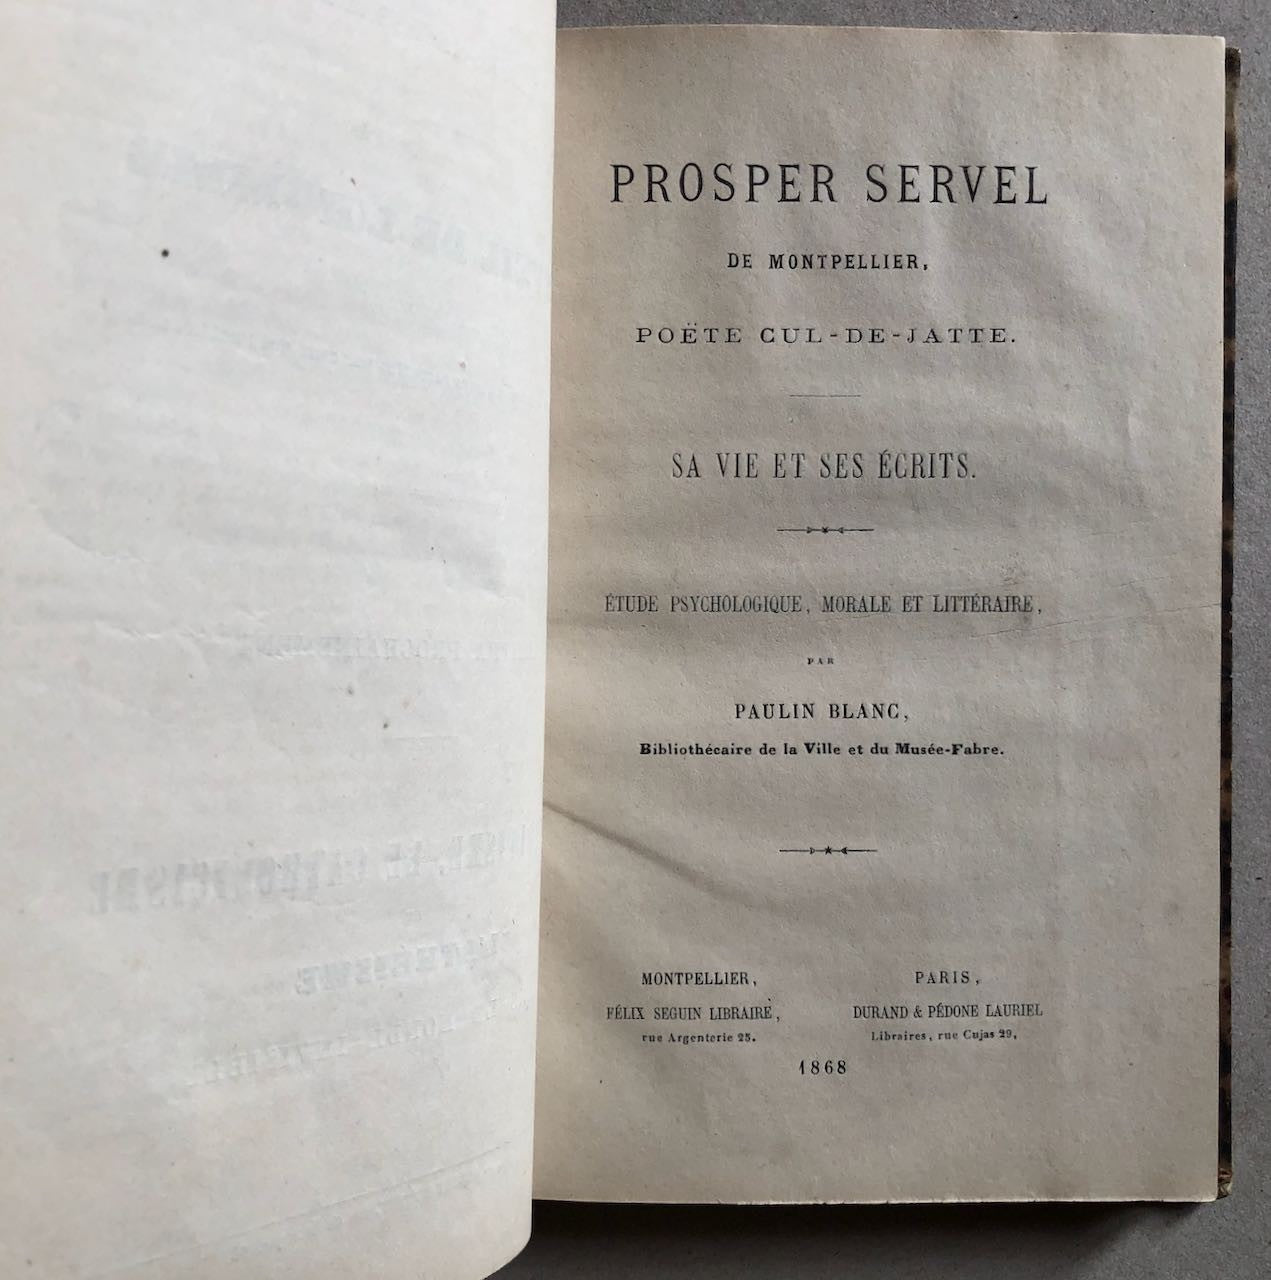 PROSPER SERVEL
DE MONTPELLIER,
POËTE CUL-DE-JATTE.
SA VIE ET SES ÉCRITS.
ÉTUDE PSYCHOLOGIQUE, MORALE ET LITTÉRAIRE,
PAR
PAULIN BLANC,
Bibliothécaire de la Ville et du Musée-Fabre.
MONTPELLIER,
FÉLIX SEGUIN LIBRAIRE,
rue Argenterie 25.
PARIS,
DURAND & PÉDONE LAURIEL
Libraires, rue Cujas 29,
1868